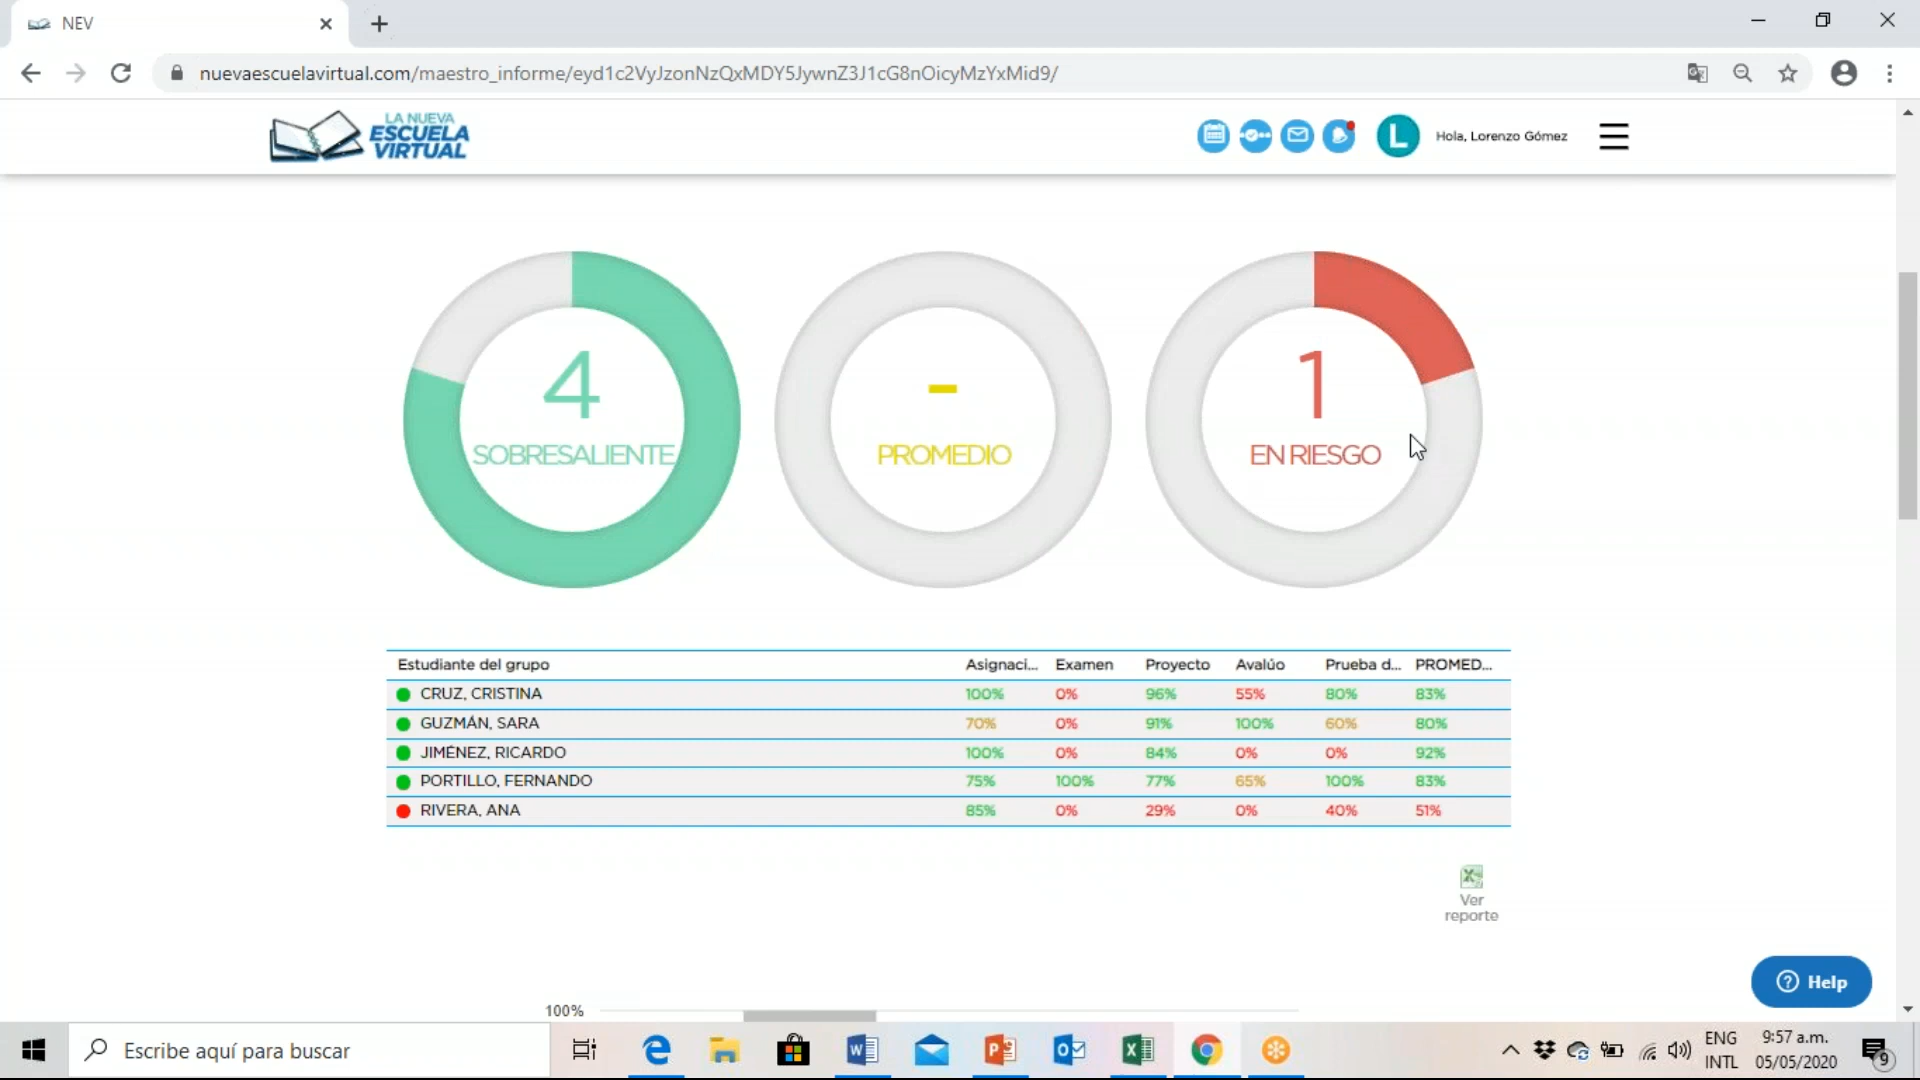 NEV
nuevaescuelavirtual.com/maestro_informe/eyd1c2VyJzonNzQxMDY5JywnZ3J1cG8nOicyMzYxMid9/
LA NUEVA
ESCUELA
VIRTUAL
L
Hola, Lorenzo Gómez
4
SOBRESALIENTE
-
PROMEDIO
1
EN RIESGO
Estudiante del grupo Asignaci... Examen Proyecto Avalúo Prueba d... PROMED...
CRUZ, CRISTINA 100% 0% 96% 55% 80% 83%
GUZMÁN, SARA 70% 0% 91% 100% 60% 80%
JIMÉNEZ, RICARDO 100% 0% 84% 0% 0% 92%
PORTILLO, FERNANDO 75% 100% 77% 65% 100% 83%
RIVERA, ANA 85% 0% 29% 0% 40% 51%
Ver
reporte
? Help
100%
Escribe aquí para buscar
ENG
INTL
9:57 a.m.
05/05/2020
9